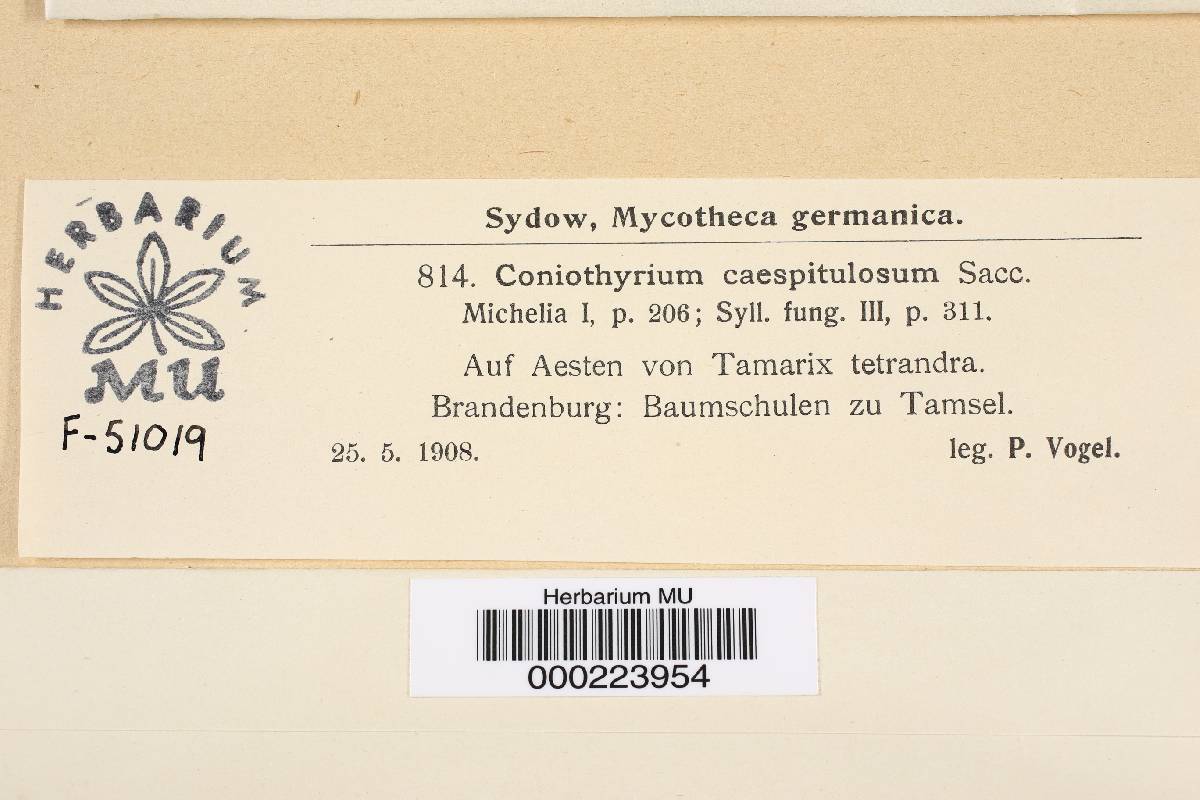 HERBARIUM
MU
F-51019
Sydow, Mycotheca germanica.
814. Coniothyrium caespitulosum Sacc.
Michelia I, p. 206; Syll. fung. III, p. 311.
Auf Aesten von Tamarix tetrandra.
Brandenburg: Baumschulen zu Tamsel.
25. 5. 1908. leg. P. Vogel.
Herbarium MU
000223954